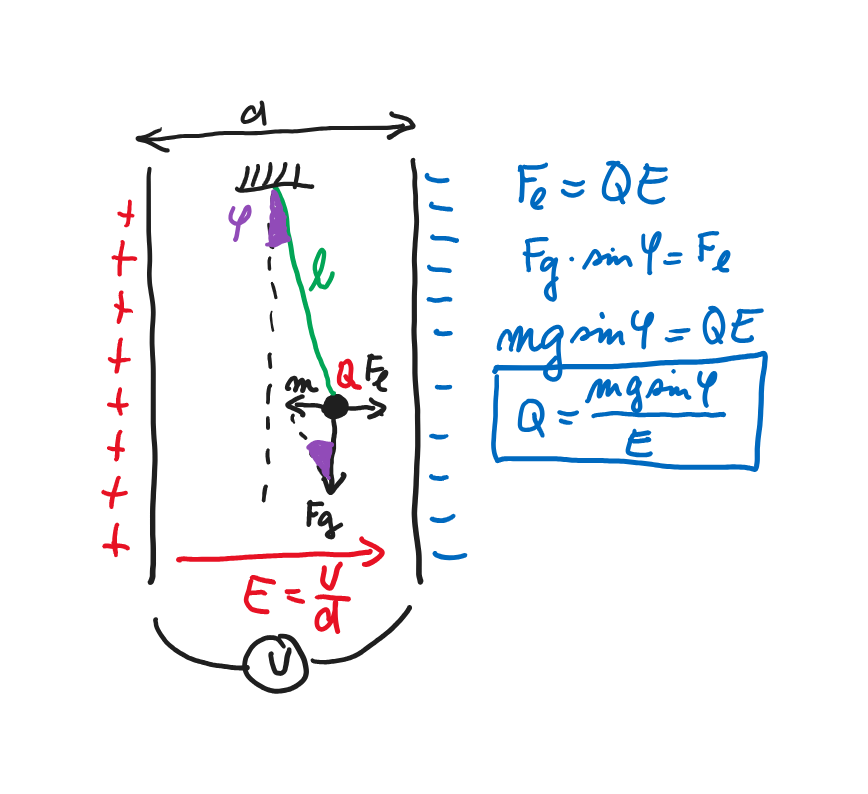 d
φ
l
m Q Fe
Fg
E = U/d
U
+
+
+
+
+
+
+
+
Fe = QE
Fg · sin φ = Fe
mg sin φ = QE
Q = mg sin φ / E